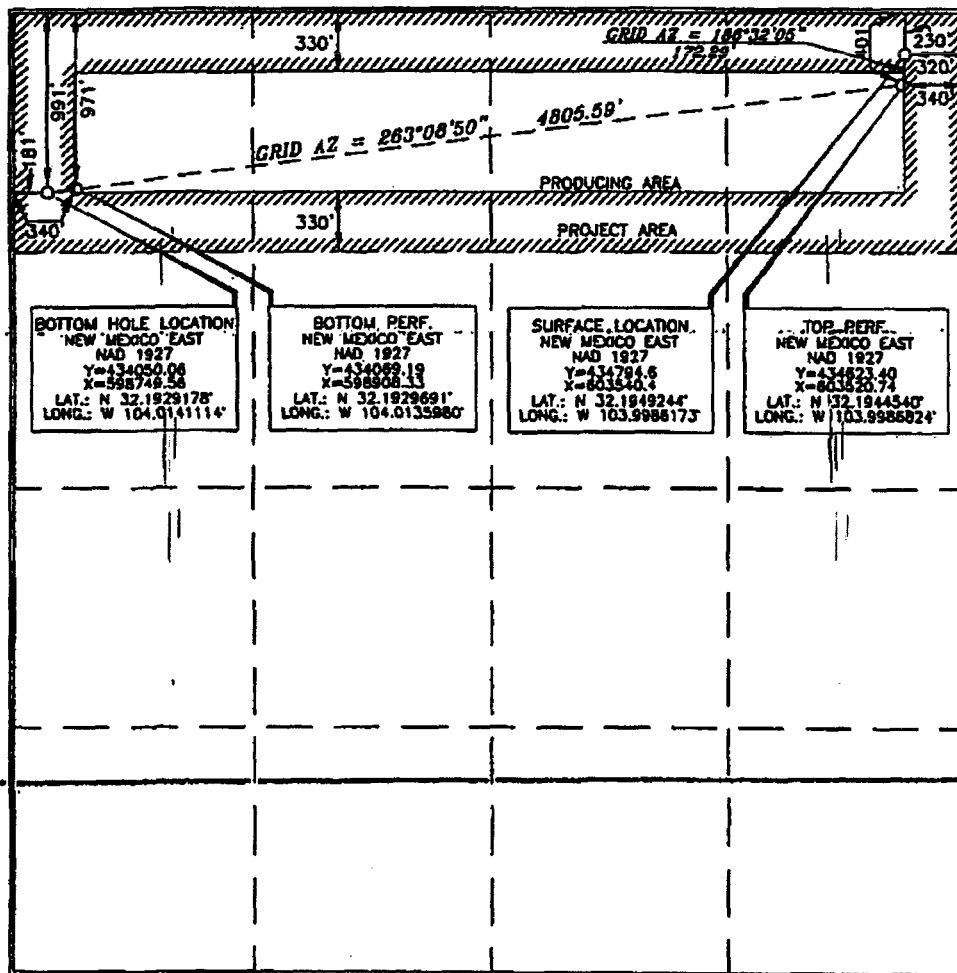 330'
GRID AZ = 186°32'05"
172.29'
401
230'
320'
340'
991'
971'
181
GRID AZ = 263°08'50"
4805.59'
PRODUCING AREA
340'
330'
PROJECT AREA
BOTTOM HOLE LOCATION
NEW MEXICO EAST
NAD 1927
Y=434050.06
X=598749.56
LAT.: N 32.1929178°
LONG.: W 104.0141114°
BOTTOM PERF.
NEW MEXICO EAST
NAD 1927
Y=434069.19
X=598908.33
LAT.: N 32.1929691°
LONG.: W 104.0135980°
SURFACE LOCATION
NEW MEXICO EAST
NAD 1927
Y=434794.6
X=603540.4
LAT.: N 32.1949244°
LONG.: W 103.9986173°
TOP PERF.
NEW MEXICO EAST
NAD 1927
Y=434623.40
X=603520.74
LAT.: N 32.1944540°
LONG.: W 103.9986824°